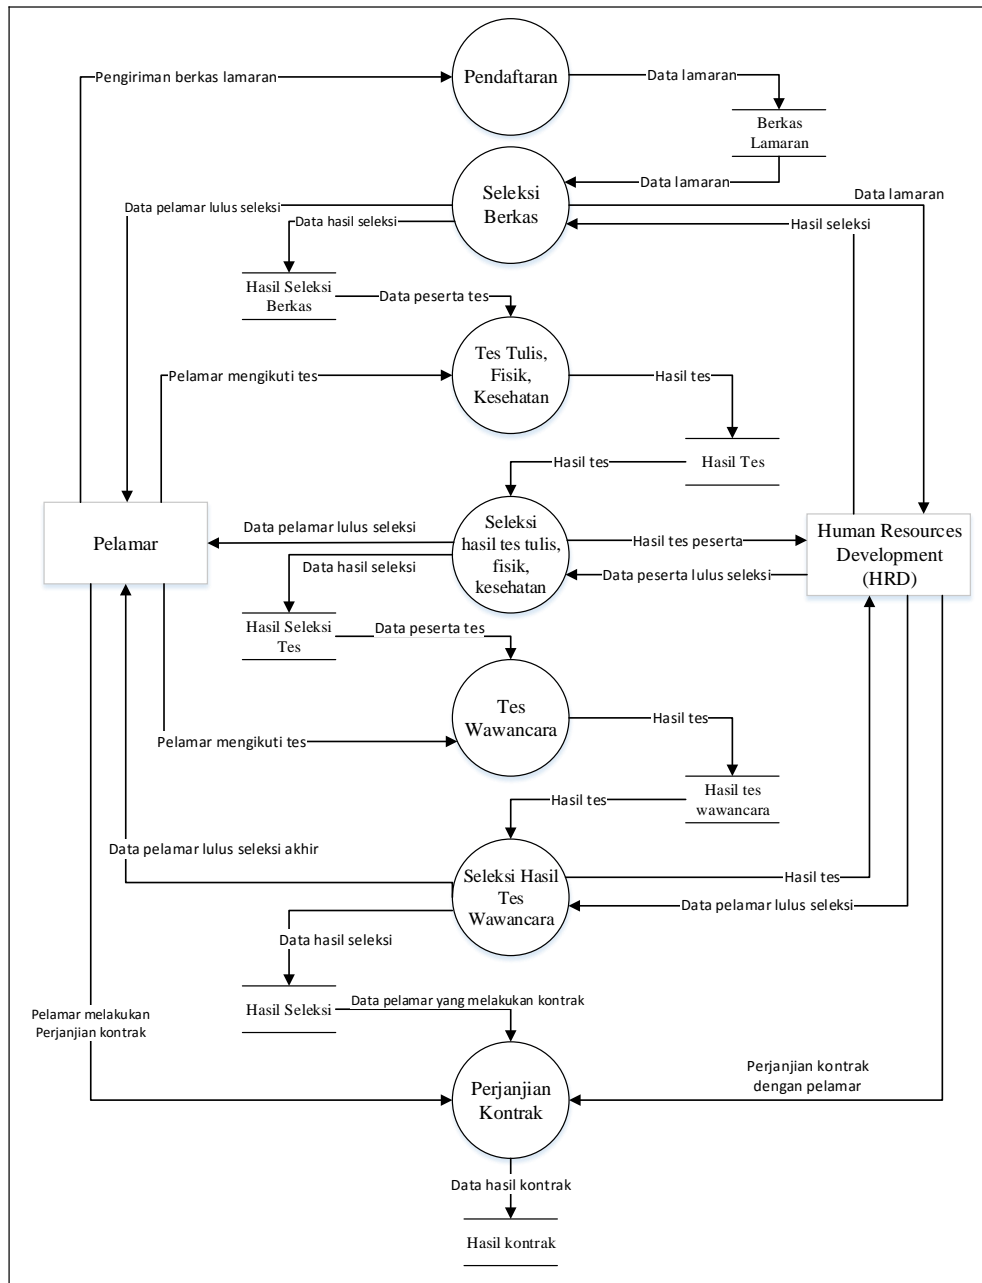 Pengiriman berkas lamaran
Pendaftaran
Data lamaran
Berkas
Lamaran
Data lamaran
Seleksi
Berkas
Data lamaran
Data pelamar lulus seleksi
Data hasil seleksi
Hasil seleksi
Hasil Seleksi
Berkas
Data peserta tes
Tes Tulis,
Fisik,
Kesehatan
Pelamar mengikuti tes
Hasil tes
Hasil Tes
Hasil tes
Pelamar
Data pelamar lulus seleksi
Seleksi
hasil tes tulis,
fisik,
kesehatan
Hasil tes peserta
Human Resources
Development
(HRD)
Data hasil seleksi
Data peserta lulus seleksi
Hasil Seleksi
Tes
Data peserta tes
Tes
Wawancara
Hasil tes
Pelamar mengikuti tes
Hasil tes
wawancara
Hasil tes
Data pelamar lulus seleksi akhir
Seleksi Hasil
Tes
Wawancara
Hasil tes
Data pelamar lulus seleksi
Data hasil seleksi
Hasil Seleksi
Data pelamar yang melakukan kontrak
Pelamar melakukan
Perjanjian kontrak
Perjanjian
Kontrak
Perjanjian kontrak
dengan pelamar
Data hasil kontrak
Hasil kontrak